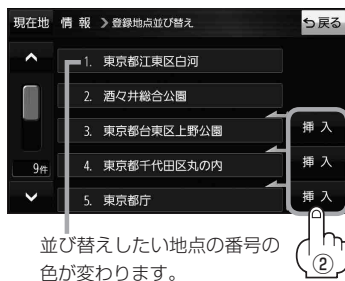 現在地 情 報 ❯ 登録地点並び替え 戻る
1. 東京都江東区白河
2. 酒々井総合公園
3. 東京都台東区上野公園
挿 入
9件
4. 東京都千代田区丸の内
挿 入
5. 東京都庁
挿 入
並び替えしたい地点の番号の
色が変わります。
②